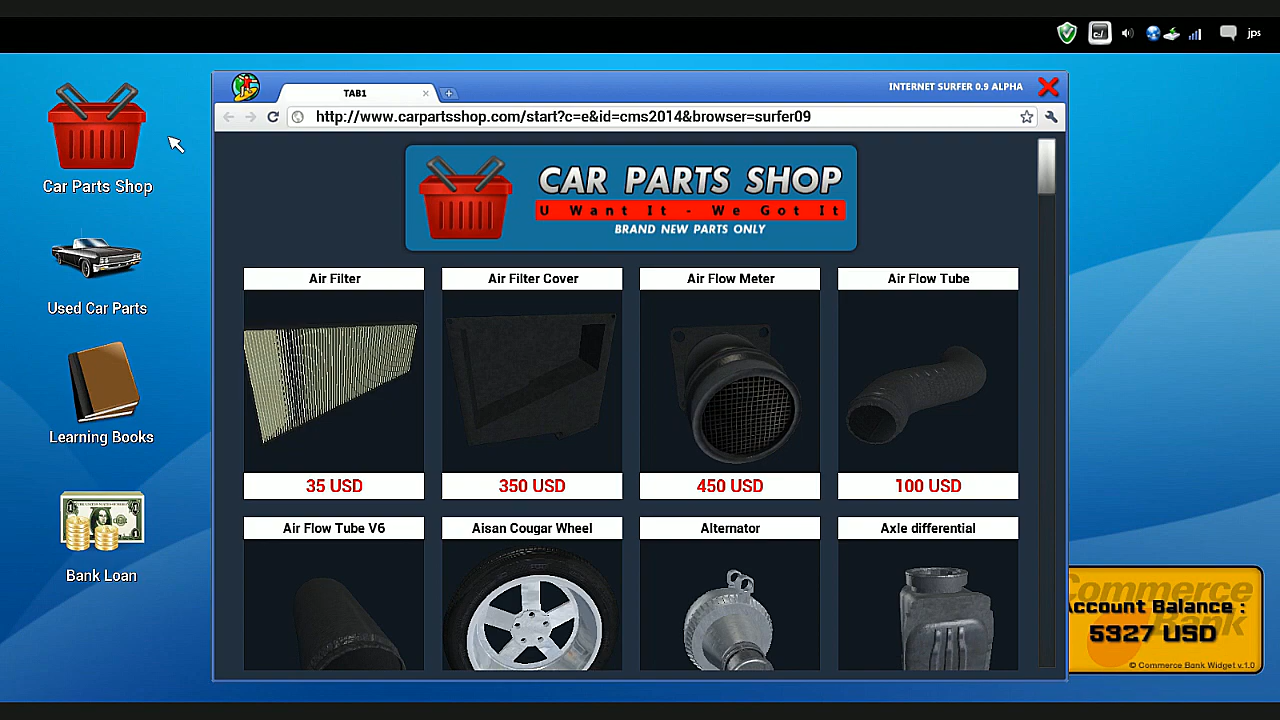 jps
Car Parts Shop
Used Car Parts
Learning Books
Bank Loan
TAB1
INTERNET SURFER 0.9 ALPHA
http://www.carpartsshop.com/start?c=e&id=cms2014&browser=surfer09
CAR PARTS SHOP
U Want It - We Got It
BRAND NEW PARTS ONLY
Air Filter
Air Filter Cover
Air Flow Meter
Air Flow Tube
35 USD
350 USD
450 USD
100 USD
Air Flow Tube V6
Aisan Cougar Wheel
Alternator
Axle differential
Commerce
Bank
Account Balance :
5927 USD
© Commerce Bank Widget v.1.0